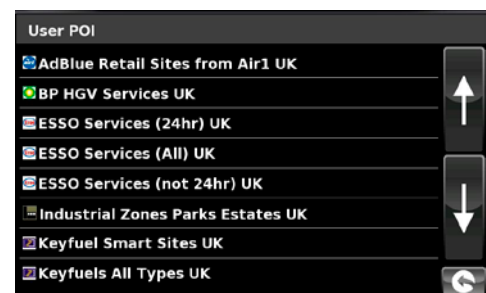 User POI
AdBlue Retail Sites from Air1 UK
BP HGV Services UK
ESSO Services (24hr) UK
ESSO Services (All) UK
ESSO Services (not 24hr) UK
Industrial Zones Parks Estates UK
Keyfuel Smart Sites UK
Keyfuels All Types UK